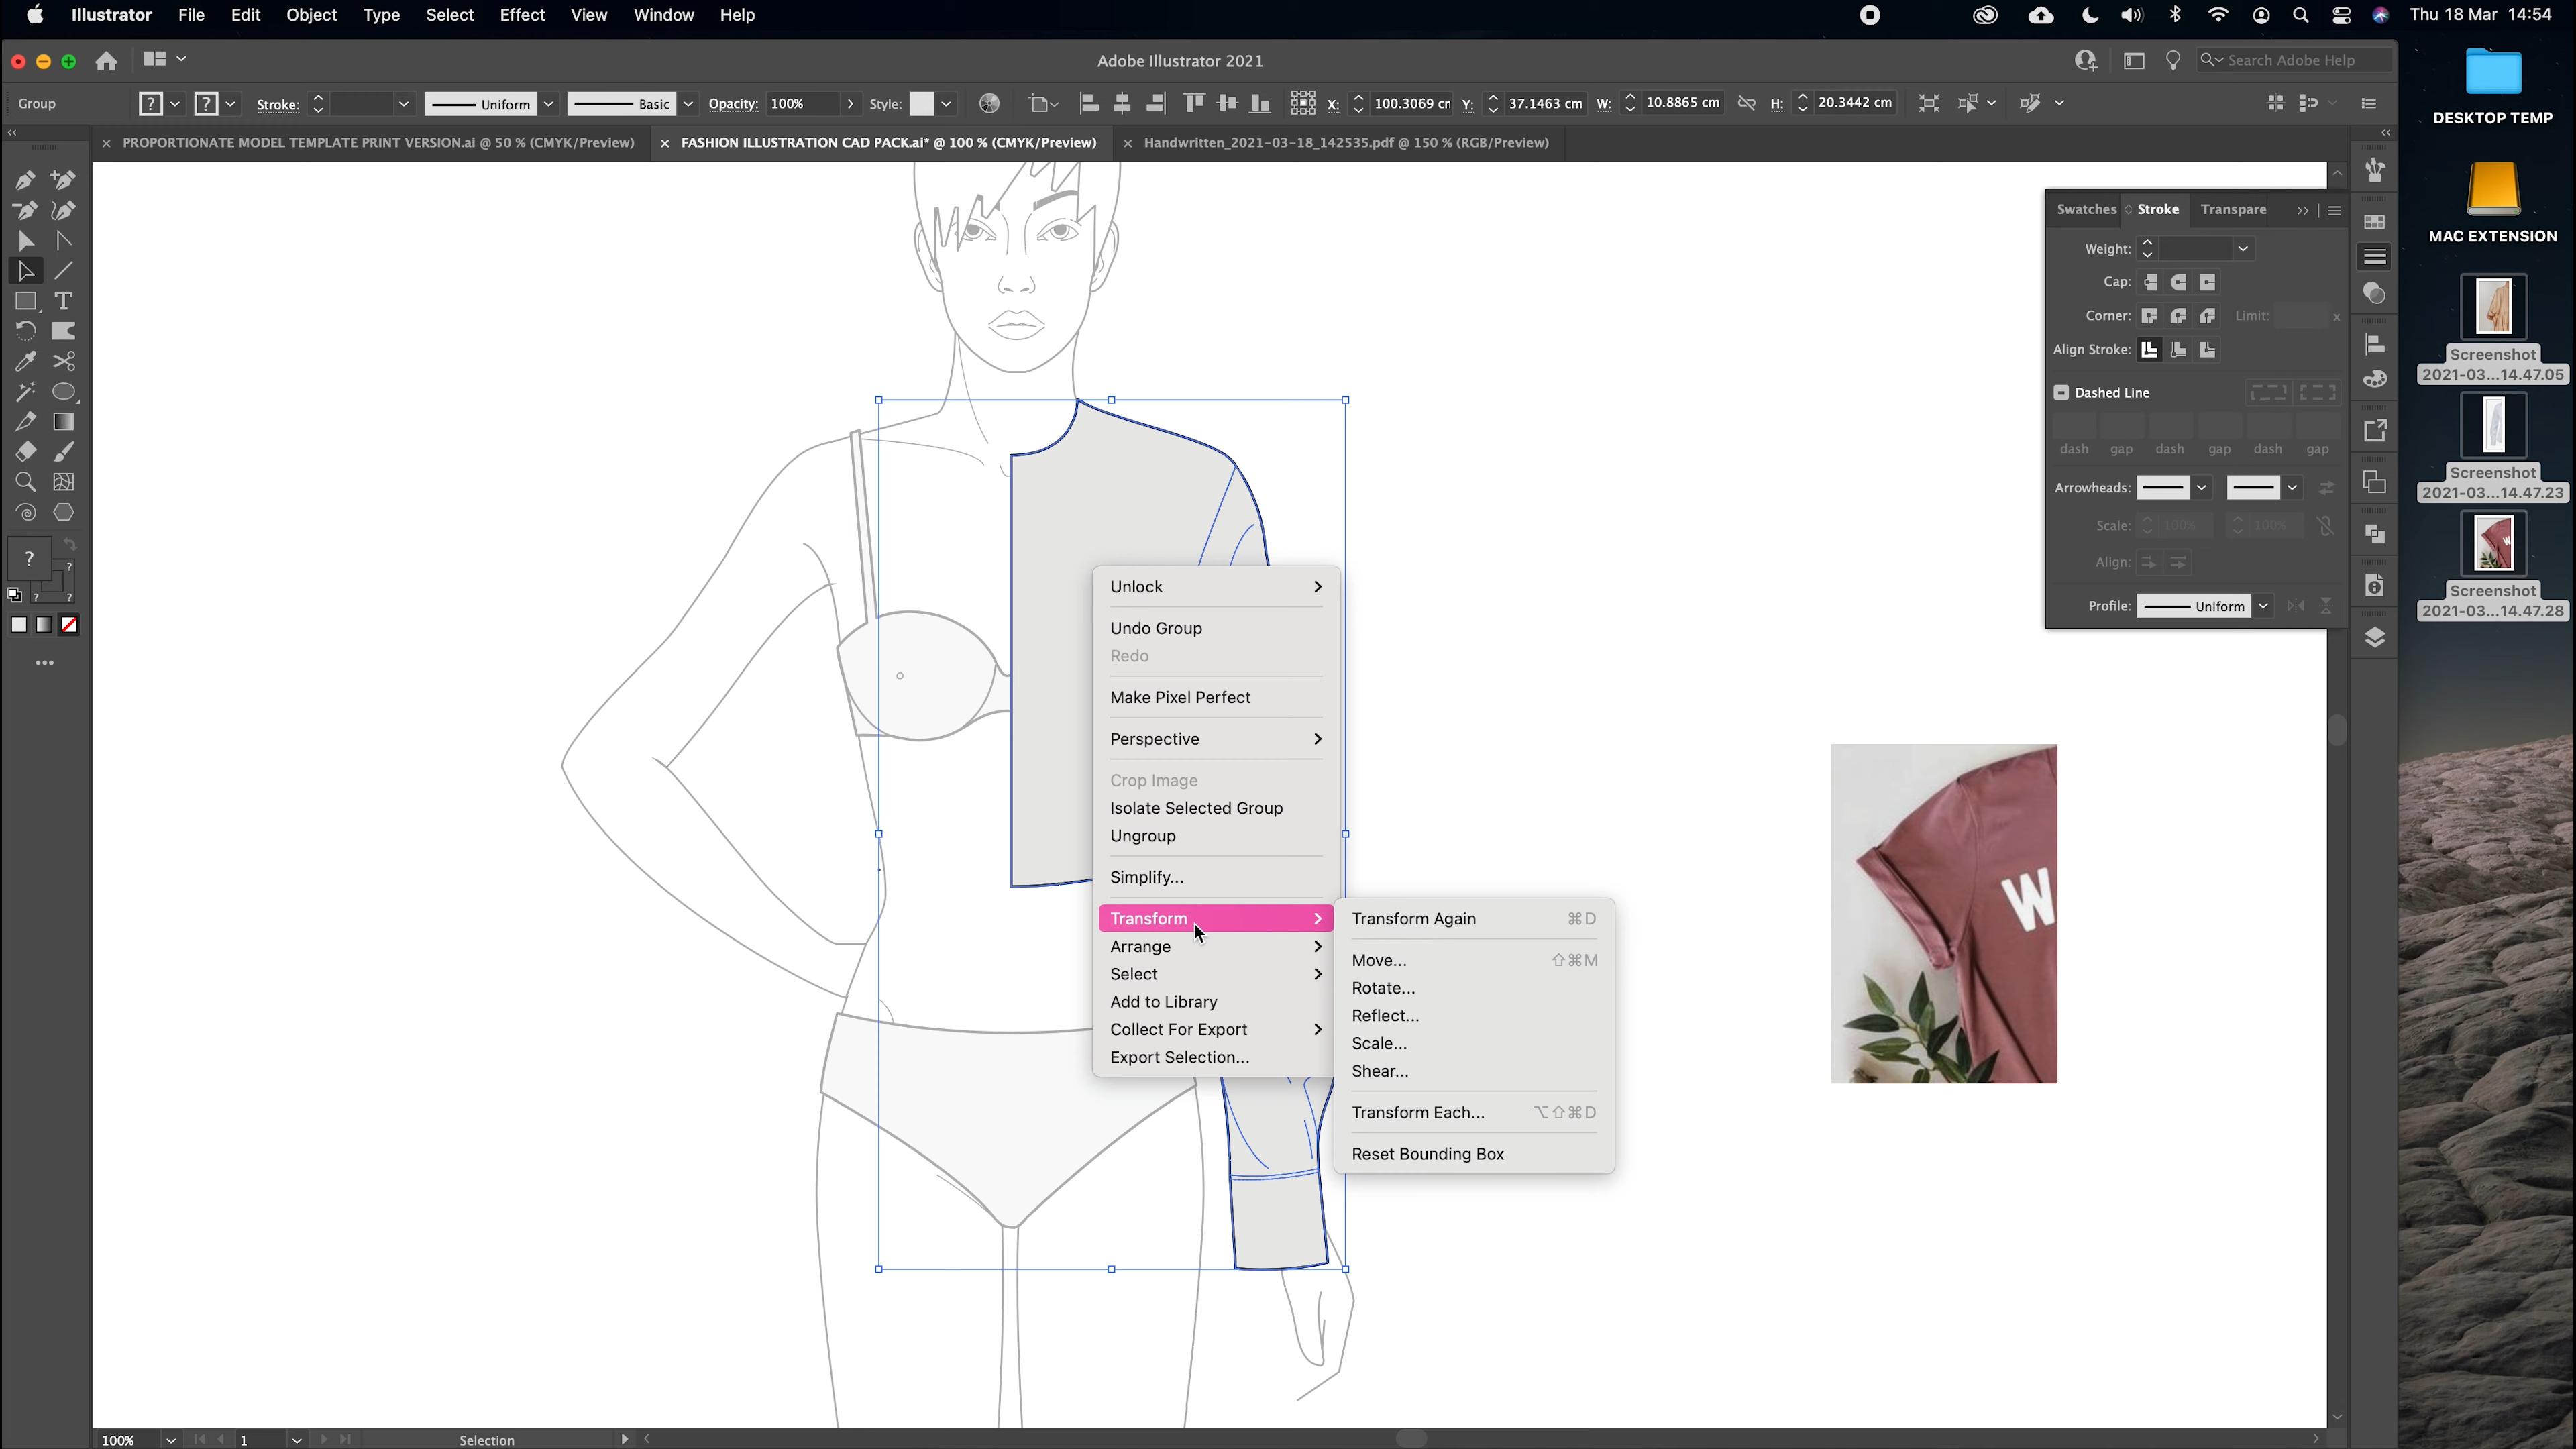 Illustrator File Edit Object Type Select Effect View Window Help Thu 18 Mar 14:54
Adobe Illustrator 2021 Search Adobe Help
Group ? ? Stroke: Uniform Basic Opacity: 100% Style: X: 100.3069 cm Y: 37.1463 cm W: 10.8865 cm H: 20.3442 cm
PROPORTIONATE MODEL TEMPLATE PRINT VERSION.ai @ 50 % (CMYK/Preview) FASHION ILLUSTRATION CAD PACK.ai* @ 100 % (CMYK/Preview) Handwritten_2021-03-18_142535.pdf @ 150 % (RGB/Preview)
DESKTOP TEMP
MAC EXTENSION
Screenshot
2021-03...14.47.05
Screenshot
2021-03...14.47.23
Screenshot
2021-03...14.47.28
Swatches Stroke Transpare
Weight:
Cap:
Corner: Limit: x
Align Stroke:
Dashed Line
dash gap dash gap dash gap
Arrowheads:
Scale: 100% 100%
Align:
Profile: Uniform
T
?
?
? ?
Unlock
Undo Group
Redo
Make Pixel Perfect
Perspective
Crop Image
Isolate Selected Group
Ungroup
Simplify...
Transform
Arrange
Select
Add to Library
Collect For Export
Export Selection...
Transform Again ⌘D
Move... ⇧⌘M
Rotate...
Reflect...
Scale...
Shear...
Transform Each... ⌥⇧⌘D
Reset Bounding Box
W
100% 1 Selection